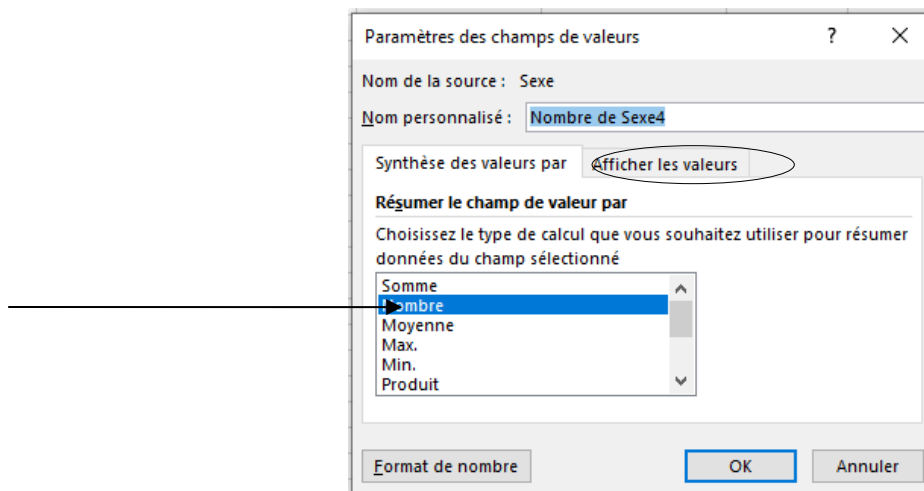 Paramètres des champs de valeurs ? ×
Nom de la source : Sexe
Nom personnalisé : Nombre de Sexe4
Synthèse des valeurs par Afficher les valeurs
Résumer le champ de valeur par
Choisissez le type de calcul que vous souhaitez utiliser pour résumer
données du champ sélectionné
Somme
Nombre
Moyenne
Max.
Min.
Produit
Format de nombre OK Annuler